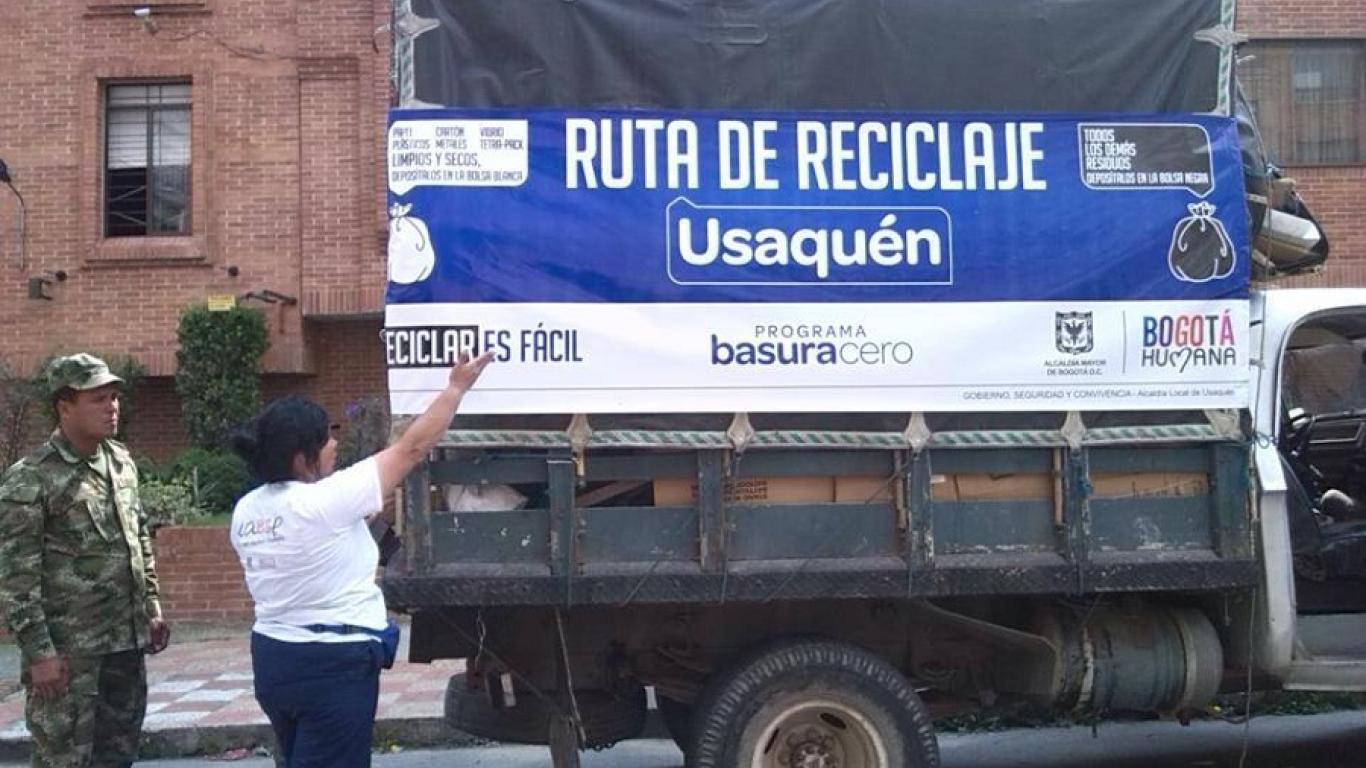 PAPEL CARTÓN VIDRIO
PLÁSTICOS METALES TETRA-PACK
LIMPIOS Y SECOS,
DEPOSÍTALOS EN LA BOLSA BLANCA
RUTA DE RECICLAJE
Usaquén
TODOS
LOS DEMÁS
RESIDUOS
DEPOSÍTALOS EN LA BOLSA NEGRA
ECICLAR ES FÁCIL
PROGRAMA
basuracero
ALCALDÍA MAYOR
DE BOGOTÁ D.C.
BOGOTÁ
HUMANA
GOBIERNO, SEGURIDAD Y CONVIVENCIA - Alcaldía Local de Usaquén
uaesp